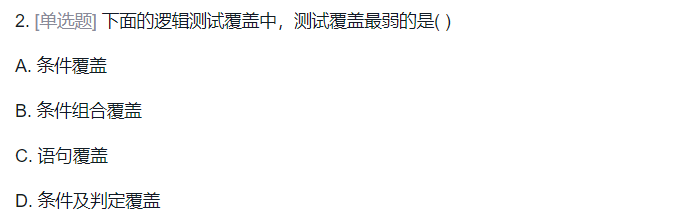 2. [单选题] 下面的逻辑测试覆盖中，测试覆盖最弱的是( )
A. 条件覆盖
B. 条件组合覆盖
C. 语句覆盖
D. 条件及判定覆盖